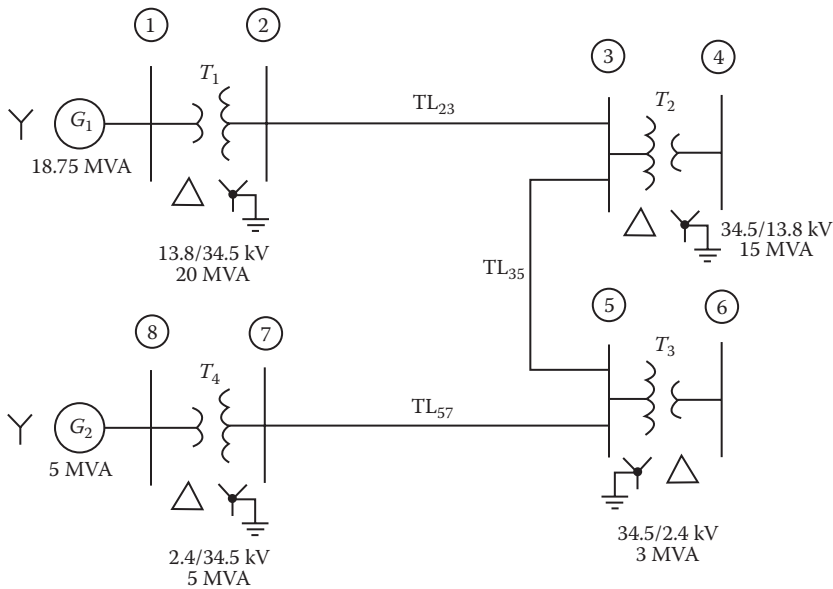 1
2
3
4
T₁
TL₂₃
T₂
G₁
18.75 MVA
13.8/34.5 kV
20 MVA
34.5/13.8 kV
15 MVA
TL₃₅
8
7
5
6
T₄
T₃
TL₅₇
G₂
5 MVA
2.4/34.5 kV
5 MVA
34.5/2.4 kV
3 MVA